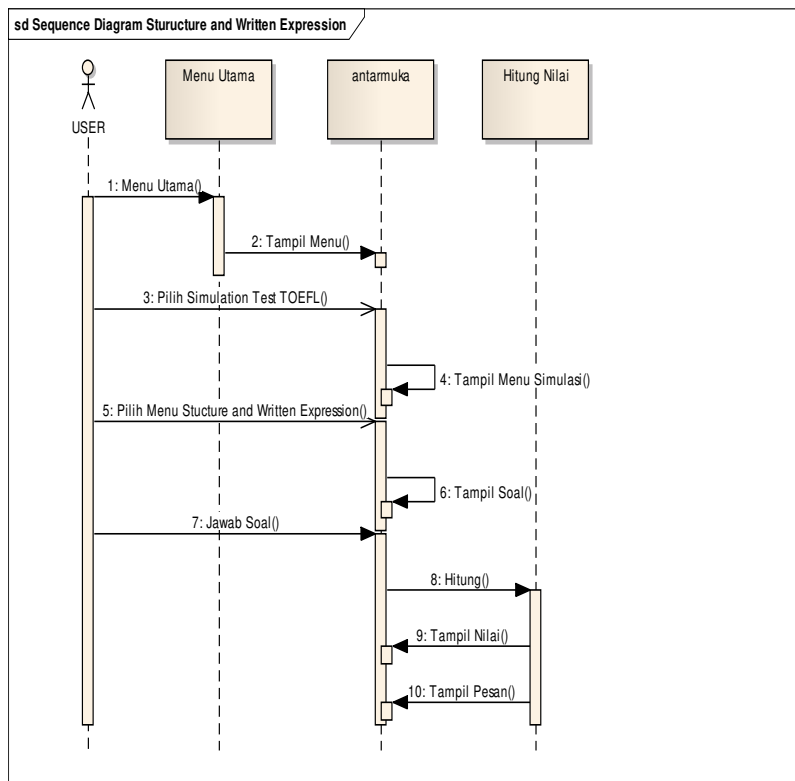 sd Sequence Diagram Sturucture and Written Expression
USER
Menu Utama
antarmuka
Hitung Nilai
1: Menu Utama()
2: Tampil Menu()
3: Pilih Simulation Test TOEFL()
4: Tampil Menu Simulasi()
5: Pilih Menu Stucture and Written Expression()
6: Tampil Soal()
7: Jawab Soal()
8: Hitung()
9: Tampil Nilai()
10: Tampil Pesan()